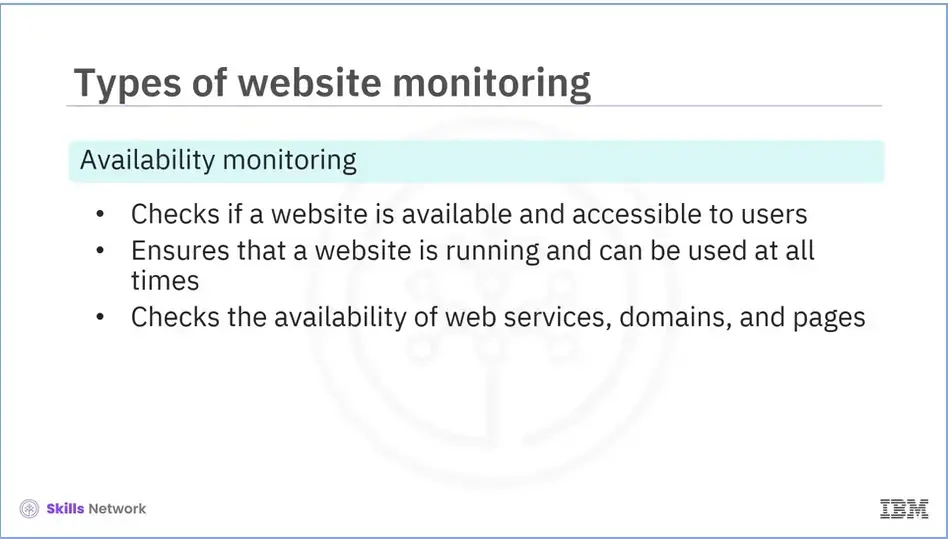 Types of website monitoring
Availability monitoring
• Checks if a website is available and accessible to users
• Ensures that a website is running and can be used at all
times
• Checks the availability of web services, domains, and pages
Skills Network
IBM